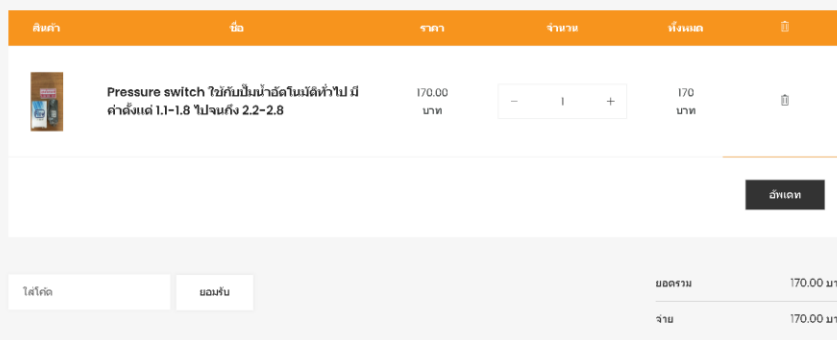 สินค้า ชื่อ ราคา จำนวน ทั้งหมด
Pressure switch ใช้กับปั๊มน้ำอัตโนมัติทั่วไป มี
ค่าตั้งแต่ 1.1-1.8 ไปจนถึง 2.2-2.8
170.00
บาท
1
170
บาท
อัพเดท
ใส่โค้ด ยอมรับ
ยอดรวม 170.00
จ่าย 170.00